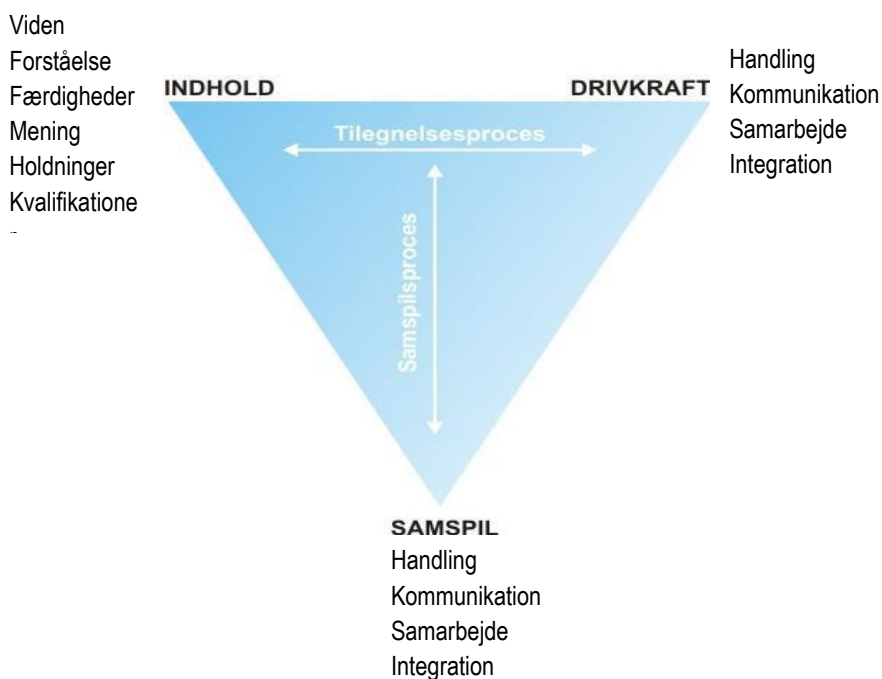 Viden
Forståelse
Færdigheder
Mening
Holdninger
Kvalifikatione
INDHOLD
DRIVKRAFT
Handling
Kommunikation
Samarbejde
Integration
Tilegnelsesproces
Samspilsproces
SAMSPIL
Handling
Kommunikation
Samarbejde
Integration